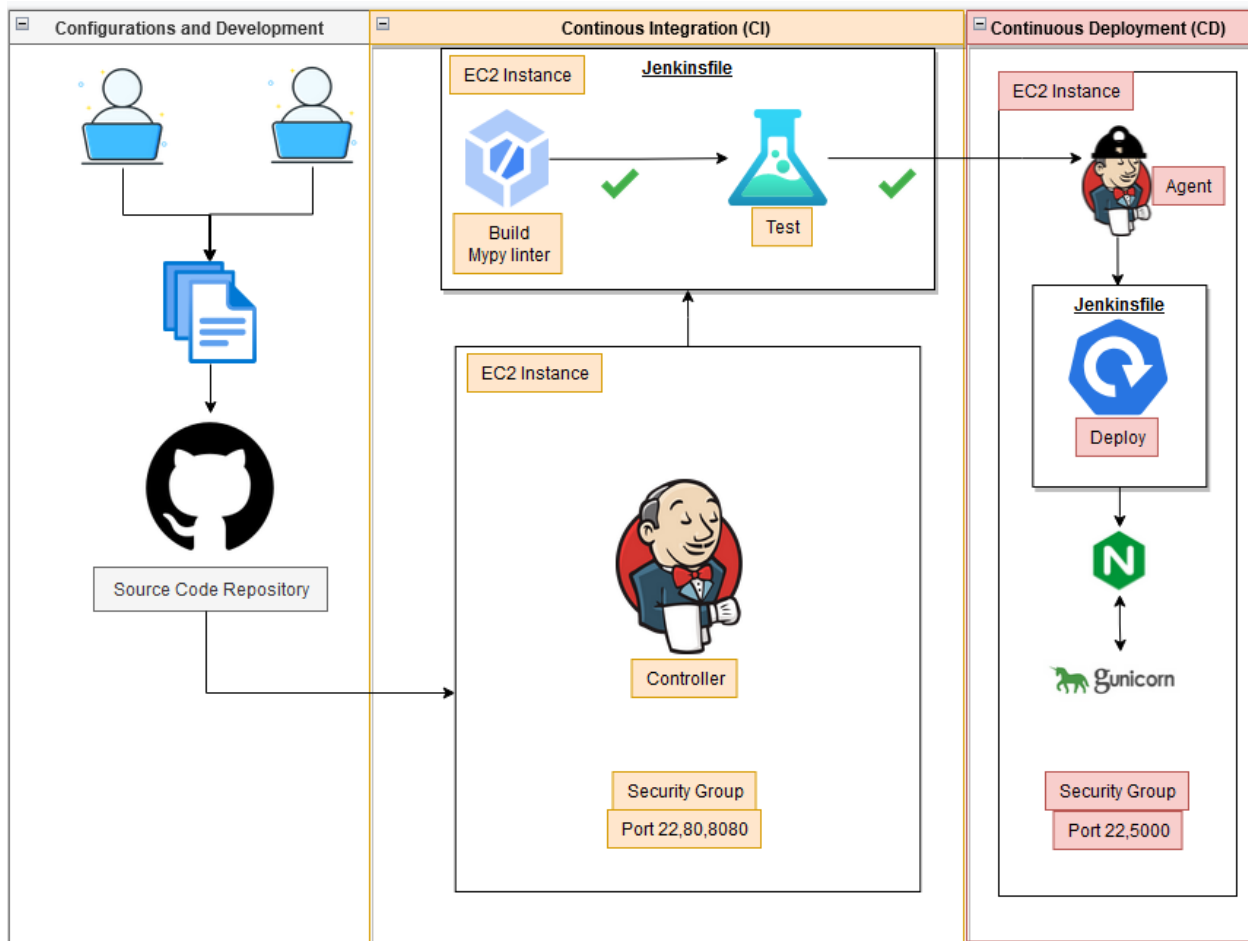 Configurations and Development
Source Code Repository
Continous Integration (CI)
EC2 Instance
Jenkinsfile
Build
Mypy linter
Test
EC2 Instance
Controller
Security Group
Port 22,80,8080
Continuous Deployment (CD)
EC2 Instance
Agent
Jenkinsfile
Deploy
N
gunicorn
Security Group
Port 22,5000